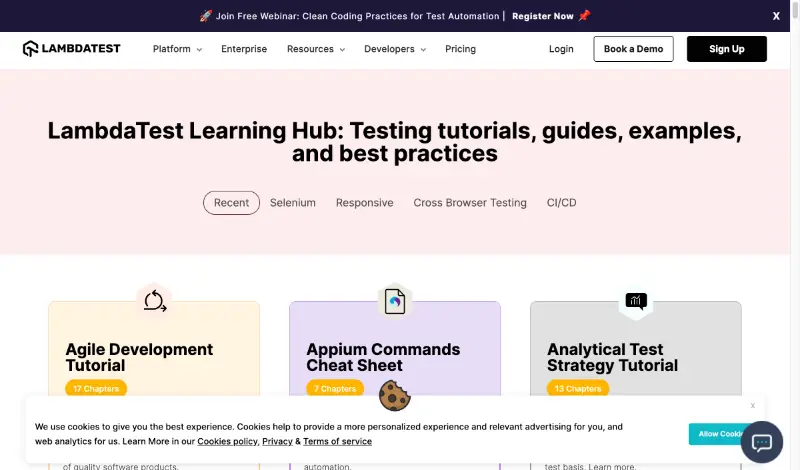 Join Free Webinar: Clean Coding Practices for Test Automation | Register Now
X
LAMBDATEST
Platform
Enterprise
Resources
Developers
Pricing
Login
Book a Demo
Sign Up
LambdaTest Learning Hub: Testing tutorials, guides, examples,
and best practices
Recent
Selenium
Responsive
Cross Browser Testing
CI/CD
Agile Development
Tutorial
17 Chapters
Appium Commands
Cheat Sheet
7 Chapters
Analytical Test
Strategy Tutorial
13 Chapters
x
We use cookies to give you the best experience. Cookies help to provide a more personalized experience and relevant advertising for you, and
web analytics for us. Learn More in our Cookies policy, Privacy & Terms of service
Allow
of quality software products.
automation.
test basis. Learn more.